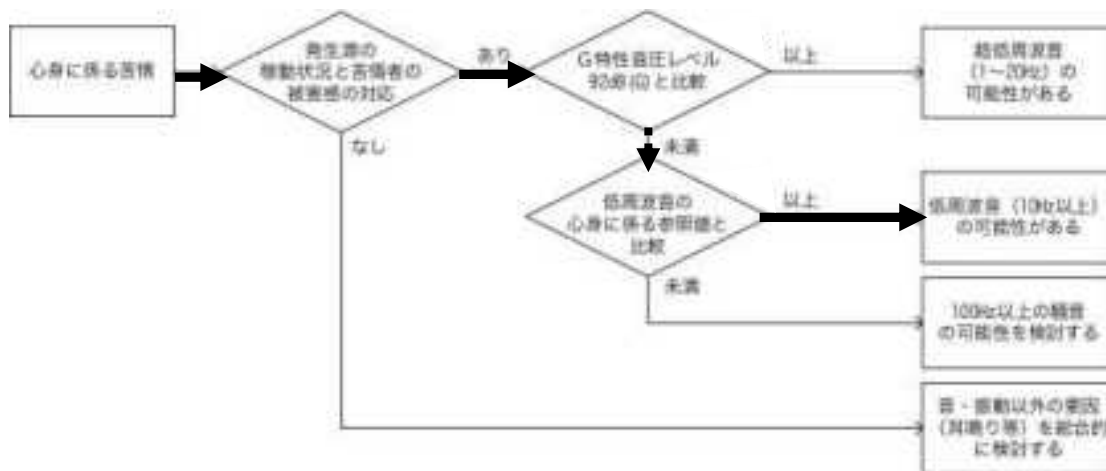 心身に係る苦情
発生源の
稼動状況と苦情者の
被害感の対応
あり
なし
G特性音圧レベル
92dB(G)と比較
以上
未満
超低周波音
(1〜20Hz)の
可能性がある
低周波音の
心身に係る参照値と
比較
以上
未満
低周波音(10Hz以上)
の可能性がある
100Hz以上の騒音
の可能性を検討する
音・振動以外の要因
(耳鳴り等)を総合的
に検討する